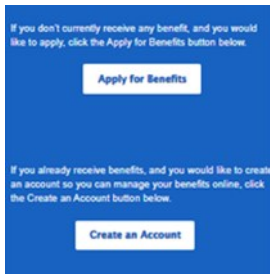 If you don't currently receive any benefit, and you would
like to apply, click the Apply for Benefits button below.
Apply for Benefits
If you already receive benefits, and you would like to create
an account so you can manage your benefits online, click
the Create an Account button below.
Create an Account